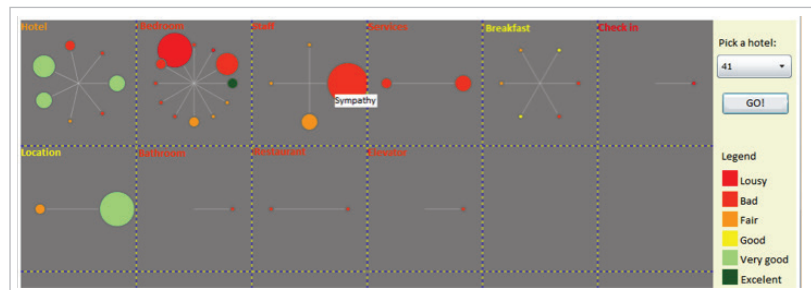 Hotel Bedroom Staff Services Breakfast Check in
Sympathy
Location Bathroom Restaurant Elevator
Pick a hotel:
41
GO!
Legend
Lousy
Bad
Fair
Good
Very good
Excelent